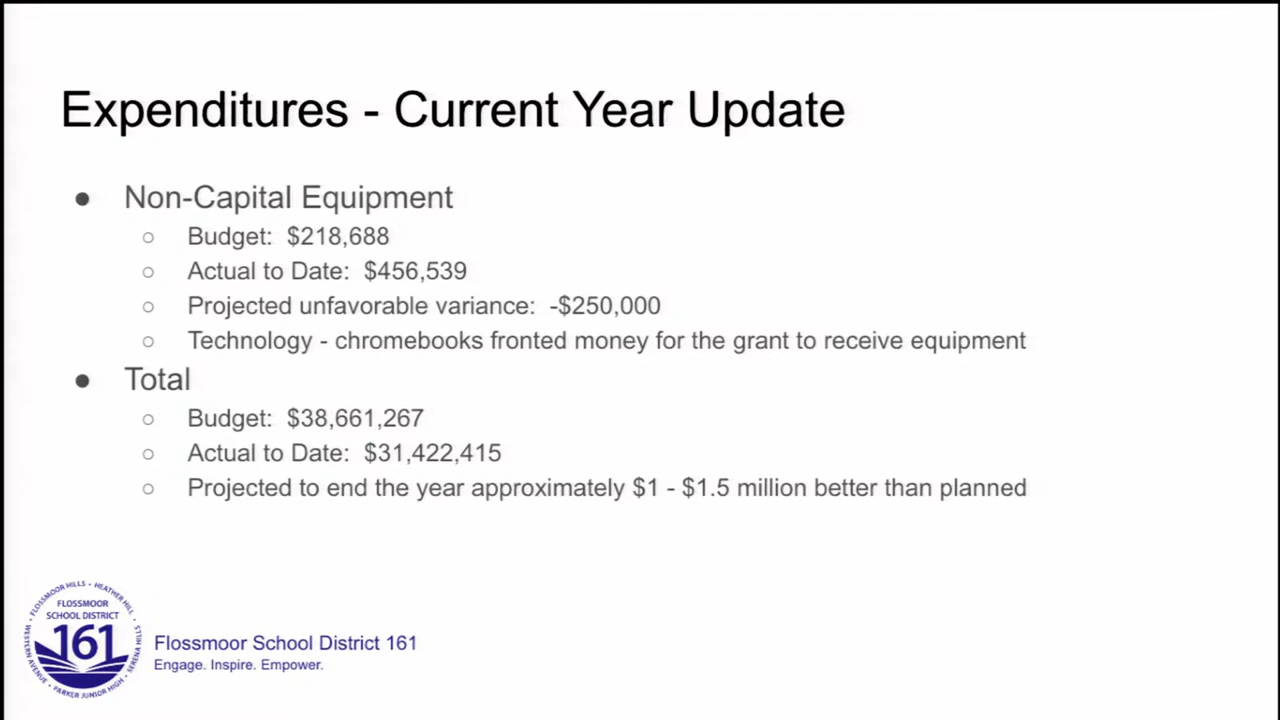 Expenditures - Current Year Update
● Non-Capital Equipment
○ Budget: $218,688
○ Actual to Date: $456,539
○ Projected unfavorable variance: -$250,000
○ Technology - chromebooks fronted money for the grant to receive equipment
● Total
○ Budget: $38,661,267
○ Actual to Date: $31,422,415
○ Projected to end the year approximately $1 - $1.5 million better than planned
FLOSSMOOR HILLS • HEATHER HILL • SERENA HILLS • PARKER JUNIOR HIGH • WESTERN AVENUE •
FLOSSMOOR
SCHOOL DISTRICT
161
Flossmoor School District 161
Engage. Inspire. Empower.